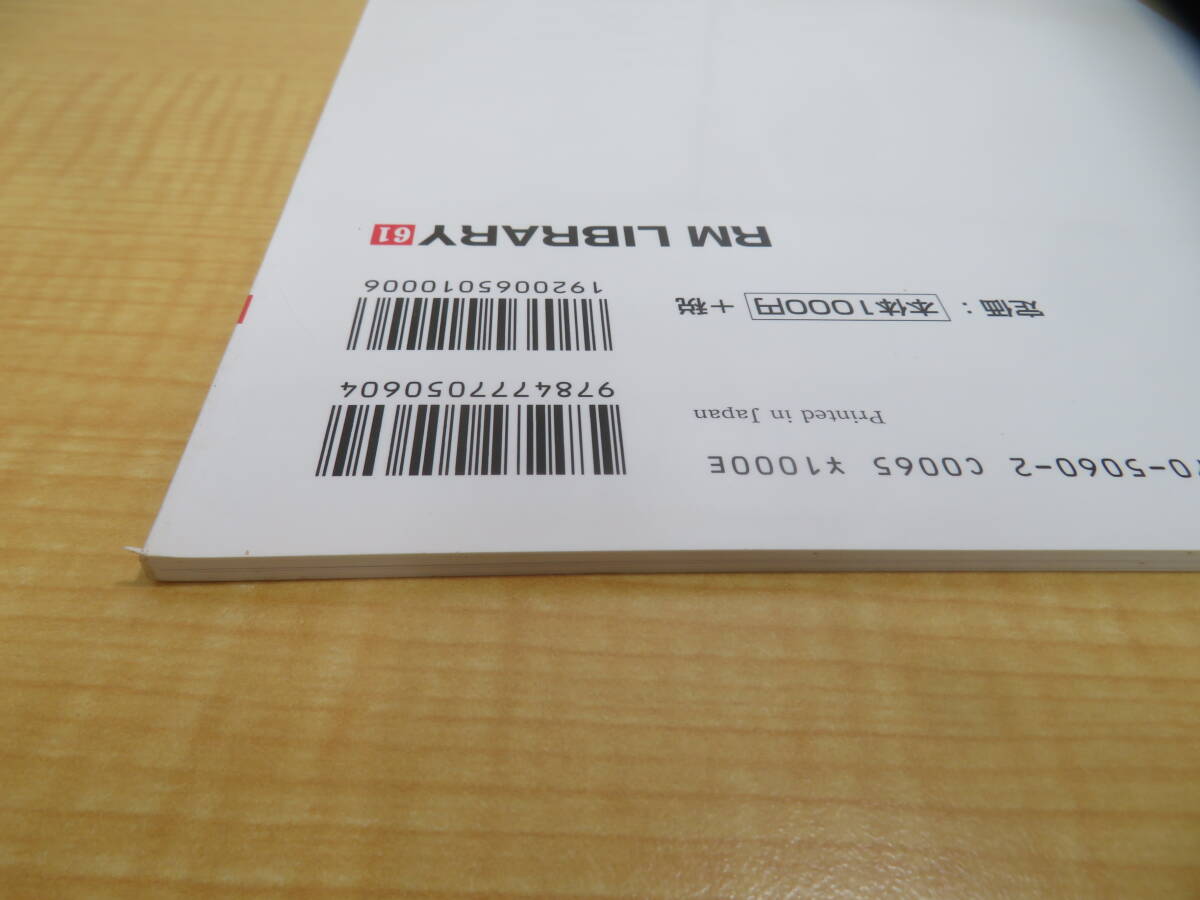 0-5060-2 C0065 ¥1000E
9784777050604
Printed in Japan
1920065010006
定価：本体1000円＋税
RM LIBRARY 61